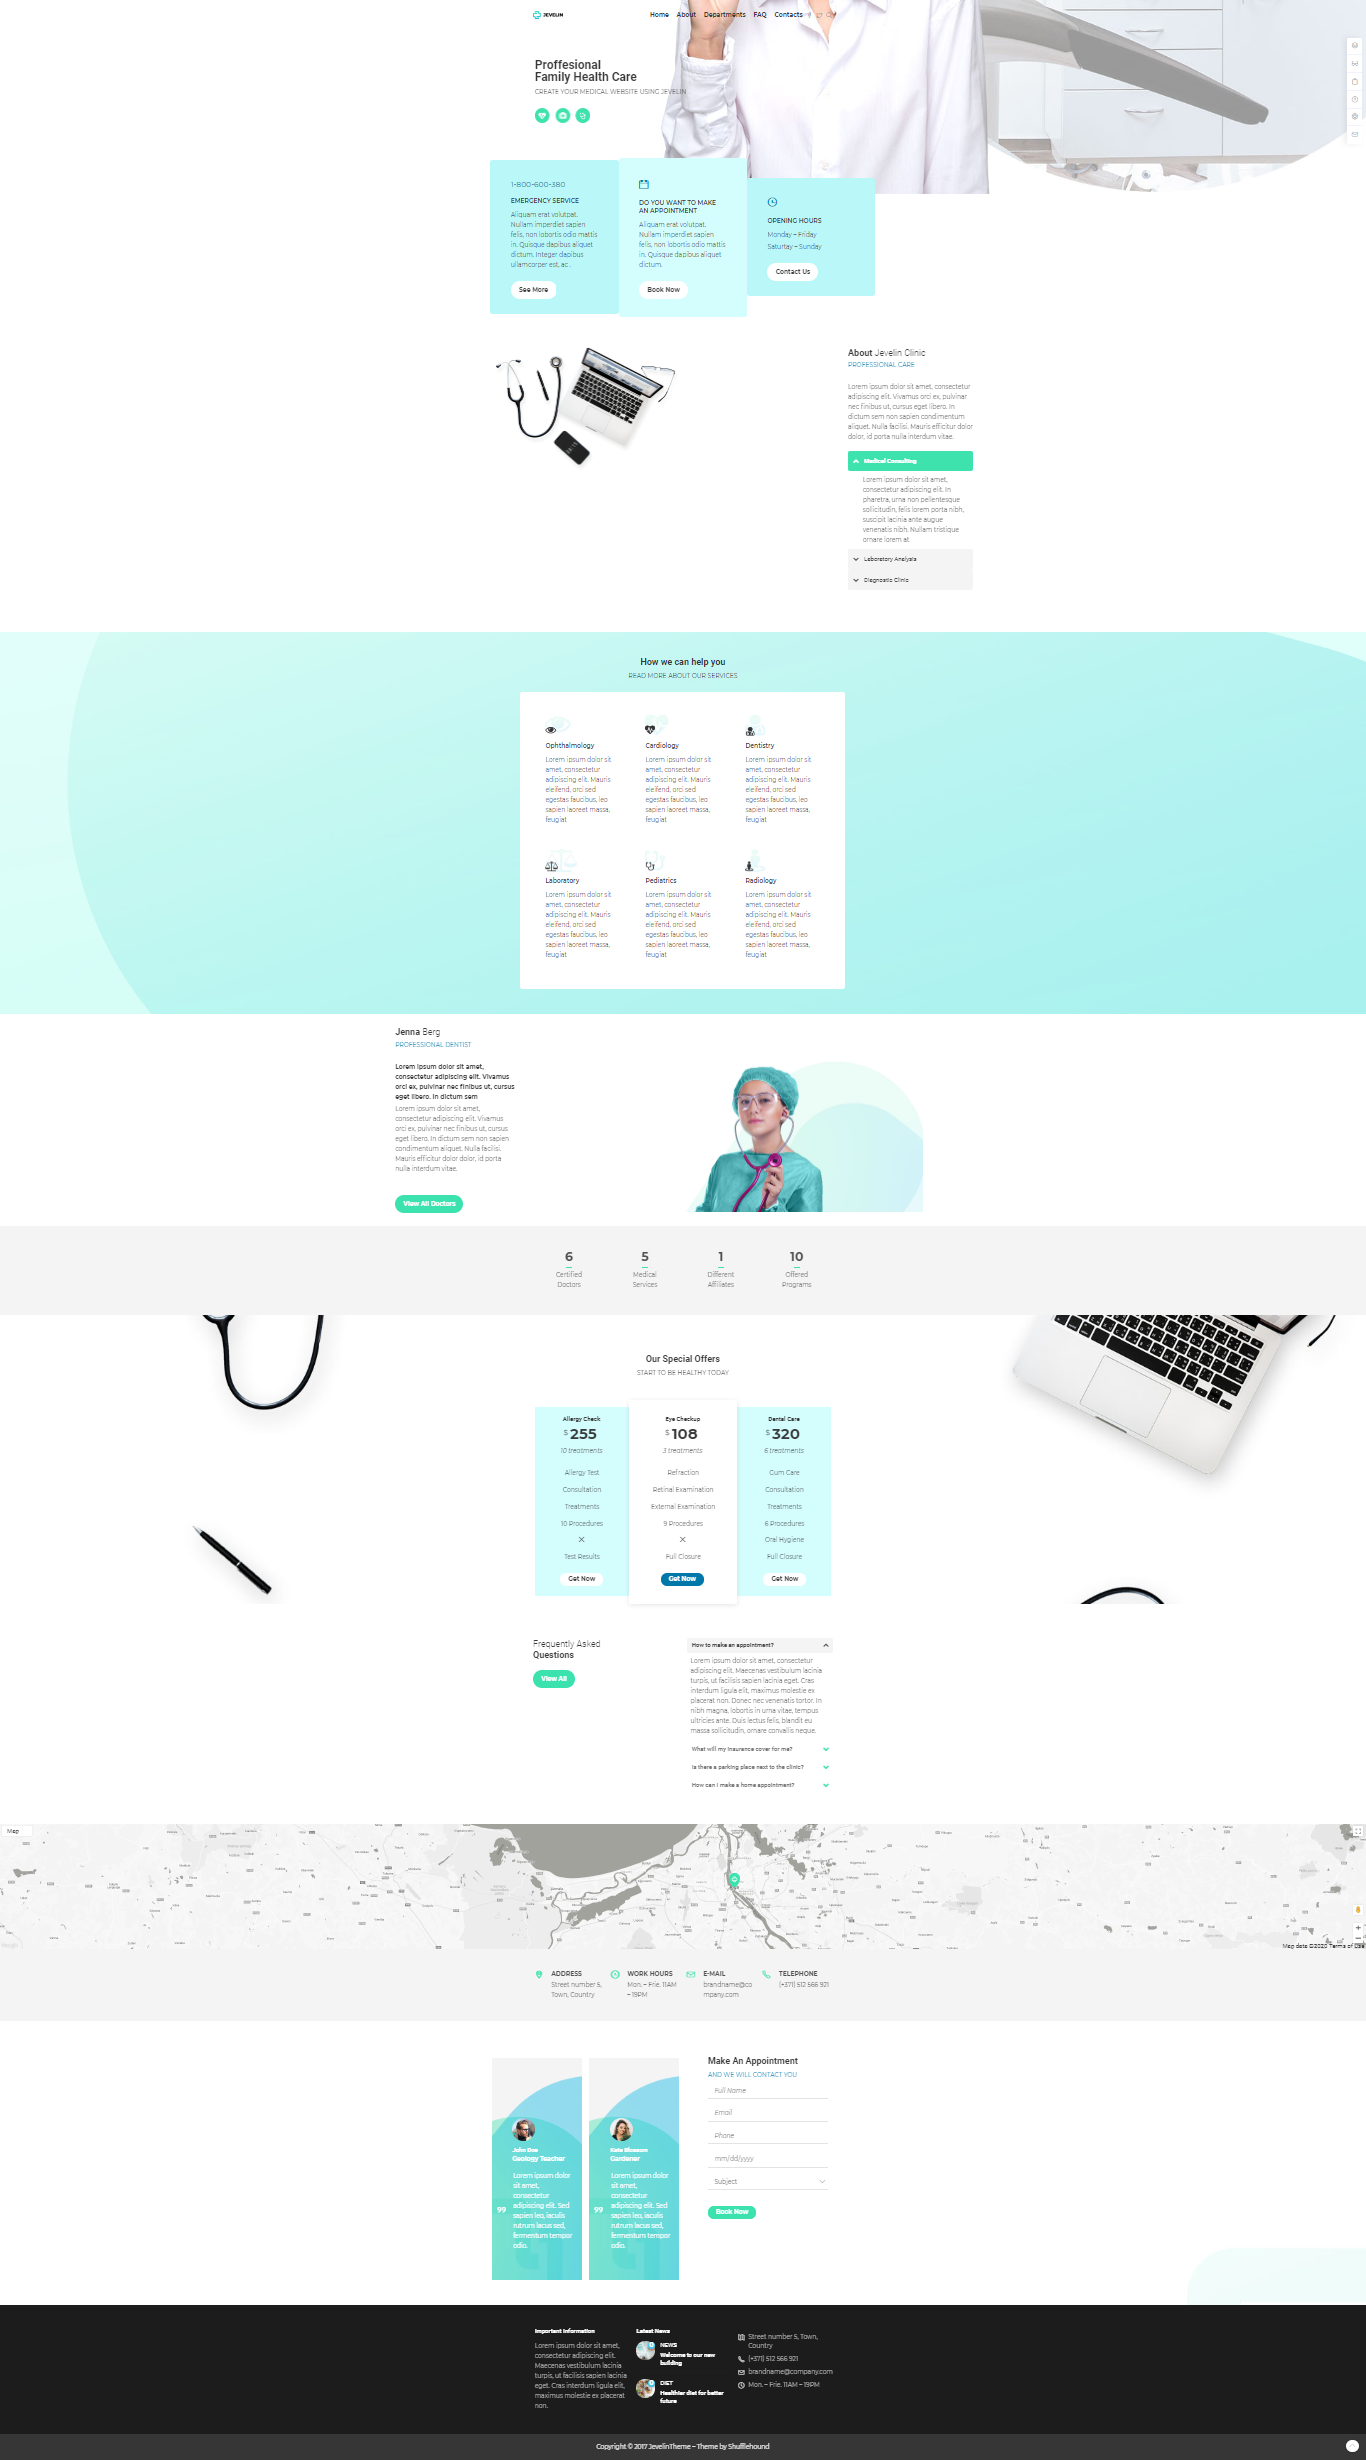 JEVELIN
Home About Departments FAQ Contacts
Proffesional
Family Health Care
CREATE YOUR MEDICAL WEBSITE USING JEVELIN
1-800-600-380
EMERGENCY SERVICE
Aliquam erat volutpat.
Nullam imperdiet sapien
felis, non lobortis odio mattis
in. Quisque dapibus aliquet
dictum. Integer dapibus
ullamcorper est, ac..
See More
DO YOU WANT TO MAKE
AN APPOINTMENT
Aliquam erat volutpat.
Nullam imperdiet sapien
felis, non lobortis odio mattis
in. Quisque dapibus aliquet
dictum.
Book Now
OPENING HOURS
Monday – Friday
Saturtay – Sunday
Contact Us
About Jevelin Clinic
PROFESSIONAL CARE
Lorem ipsum dolor sit amet, consectetur
adipiscing elit. Vivamus orci ex, pulvinar
nec finibus ut, cursus eget libero. In
dictum sem non sapien condimentum
aliquet. Nulla facilisi. Mauris efficitur dolor
dolor, id porta nulla interdum vitae.
Medical Consulting
Lorem ipsum dolor sit amet,
consectetur adipiscing elit. In
pharetra, urna non pellentesque
sollicitudin, felis lorem porta nibh,
suscipit lacinia ante augue
venenatis nibh. Nullam tristique
ornare lorem at
Laboratory Analysis
Diagnostic Clinic
How we can help you
READ MORE ABOUT OUR SERVICES
Ophthalmology
Lorem ipsum dolor sit
amet, consectetur
adipiscing elit. Mauris
eleifend, orci sed
egestas faucibus, leo
sapien laoreet massa,
feugiat
Cardiology
Lorem ipsum dolor sit
amet, consectetur
adipiscing elit. Mauris
eleifend, orci sed
egestas faucibus, leo
sapien laoreet massa,
feugiat
Dentistry
Lorem ipsum dolor sit
amet, consectetur
adipiscing elit. Mauris
eleifend, orci sed
egestas faucibus, leo
sapien laoreet massa,
feugiat
Laboratory
Lorem ipsum dolor sit
amet, consectetur
adipiscing elit. Mauris
eleifend, orci sed
egestas faucibus, leo
sapien laoreet massa,
feugiat
Pediatrics
Lorem ipsum dolor sit
amet, consectetur
adipiscing elit. Mauris
eleifend, orci sed
egestas faucibus, leo
sapien laoreet massa,
feugiat
Radiology
Lorem ipsum dolor sit
amet, consectetur
adipiscing elit. Mauris
eleifend, orci sed
egestas faucibus, leo
sapien laoreet massa,
feugiat
Jenna Berg
PROFESSIONAL DENTIST
Lorem ipsum dolor sit amet,
consectetur adipiscing elit. Vivamus
orci ex, pulvinar nec finibus ut, cursus
eget libero. In dictum sem
Lorem ipsum dolor sit amet,
consectetur adipiscing elit. Vivamus
orci ex, pulvinar nec finibus ut, cursus
eget libero. In dictum sem non sapien
condimentum aliquet. Nulla facilisi.
Mauris efficitur dolor dolor, id porta
nulla interdum vitae.
View All Doctors
6
Certified
Doctors
5
Medical
Services
1
Different
Affiliates
10
Offered
Programs
Our Special Offers
START TO BE HEALTHY TODAY
Allergy Check
$ 255
10 treatments
Allergy Test
Consultation
Treatments
10 Procedures
Test Results
Get Now
Eye Checkup
$ 108
3 treatments
Refraction
Retinal Examination
External Examination
9 Procedures
Full Closure
Get Now
Dental Care
$ 320
6 treatments
Gum Care
Consultation
Treatments
6 Procedures
Oral Hygiene
Full Closure
Get Now
Frequently Asked
Questions
View All
How to make an appointment?
Lorem ipsum dolor sit amet, consectetur
adipiscing elit. Maecenas vestibulum lacinia
turpis, ut facilisis sapien lacinia eget. Cras
interdum ligula elit, maximus molestie ex
placerat non. Donec nec venenatis tortor. In
nibh magna, lobortis in urna vitae, tempus
ultricies ante. Duis lectus felis, blandit eu
massa sollicitudin, ornare convallis neque.
What will my insurance cover for me?
Is there a parking place next to the clinic?
How can I make a home appointment?
Map
Map data ©2020 Terms of Use
ADDRESS
Street number 5,
Town, Country
WORK HOURS
Mon. – Frie. 11AM
– 19PM
E-MAIL
brandname@co
mpany.com
TELEPHONE
(+371) 512 566 921
John Roe
Geology Teacher
Lorem ipsum dolor
sit amet,
consectetur
adipiscing elit. Sed
sapien leo, iaculis
rutrum lacus sed,
fermentum tempor
odio.
Kate Blossom
Gardener
Lorem ipsum dolor
sit amet,
consectetur
adipiscing elit. Sed
sapien leo, iaculis
rutrum lacus sed,
fermentum tempor
odio.
Make An Appointment
AND WE WILL CONTACT YOU
Full Name
Email
Phone
mm/dd/yyyy
Subject
Book Now
Important Information
Lorem ipsum dolor sit amet,
consectetur adipiscing elit.
Maecenas vestibulum lacinia
turpis, ut facilisis sapien lacinia
eget. Cras interdum ligula elit,
maximus molestie ex placerat
non.
Latest News
NEWS
Welcome to our new
building
DIET
Healthier diet for better
future
Street number 5, Town,
Country
(+371) 512 566 921
brandname@company.com
Mon. – Frie. 11AM – 19PM
Copyright © 2017 JevelinTheme – Theme by Shufflehound